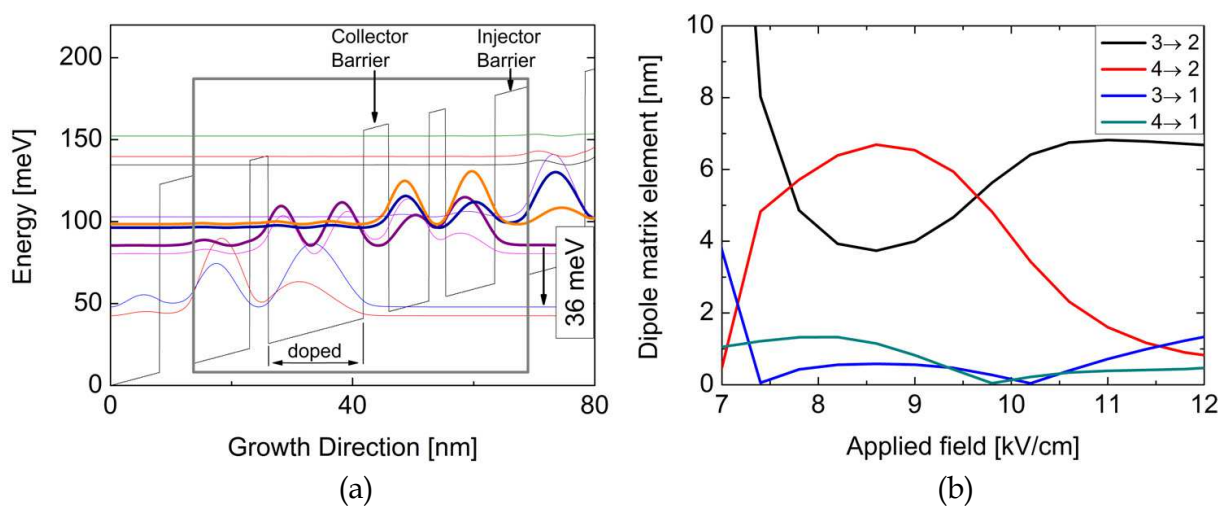 Energy [meV]
200
150
100
50
0
Collector
Barrier
Injector
Barrier
36 meV
doped
0
20
40
60
80
Growth Direction [nm]
(a)
Dipole matrix element [nm]
10
8
6
4
2
0
3→ 2
4→ 2
3→ 1
4→ 1
7
8
9
10
11
12
Applied field [kV/cm]
(b)